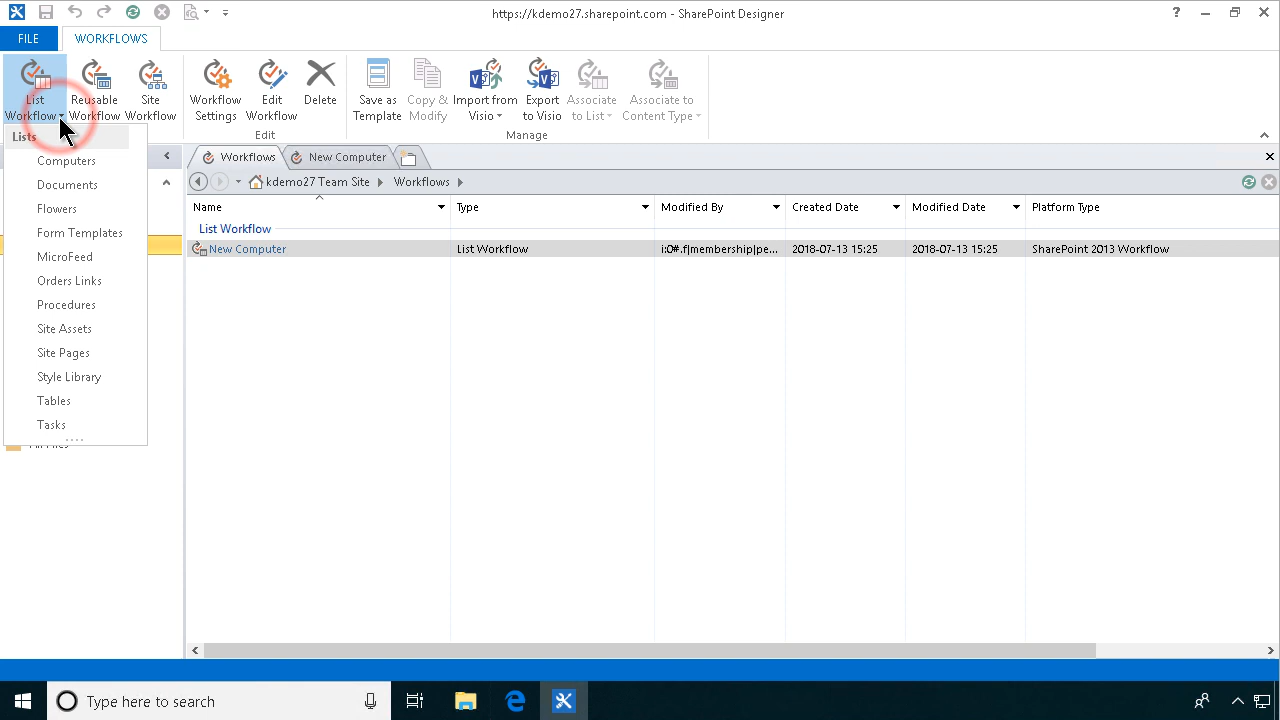 https://kdemo27.sharepoint.com - SharePoint Designer
?
FILE
WORKFLOWS
List Workflow
Reusable Workflow
Site Workflow
Workflow Settings
Edit Workflow
Delete
Save as Template
Copy & Modify
Import from Visio
Export to Visio
Associate to List
Associate to Content Type
Edit
Manage
Lists
Computers
Documents
Flowers
Form Templates
MicroFeed
Orders Links
Procedures
Site Assets
Site Pages
Style Library
Tables
Tasks
Workflows
New Computer
kdemo27 Team Site
Workflows
Name
Type
Modified By
Created Date
Modified Date
Platform Type
List Workflow
New Computer
List Workflow
i:0#.f|membership|pe...
2018-07-13 15:25
2018-07-13 15:25
SharePoint 2013 Workflow
Type here to search